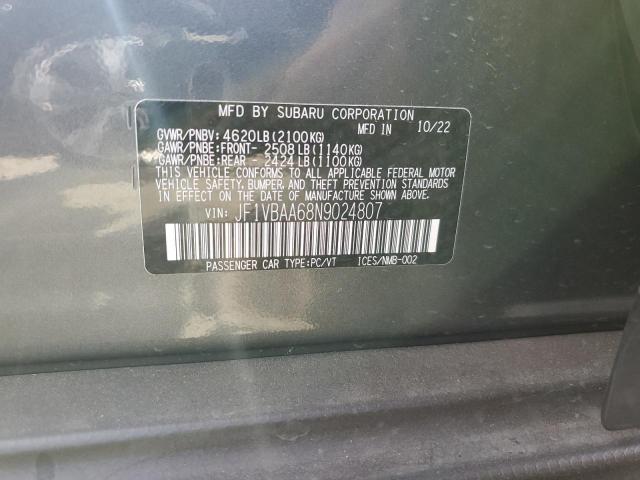 MFD BY SUBARU CORPORATION
MFD IN 10/22
GVWR/PNBV: 4620LB(2100KG)
GAWR/PNBE:FRONT- 2508LB(1140KG)
GAWR/PNBE:REAR - 2424LB(1100KG)
THIS VEHICLE CONFORMS TO ALL APPLICABLE FEDERAL MOTOR
VEHICLE SAFETY, BUMPER, AND THEFT PREVENTION STANDARDS
IN EFFECT ON THE DATE OF MANUFACTURE SHOWN ABOVE.
VIN: JF1VBAA68N9024807
PASSENGER CAR TYPE:PC/VT ICES/NMB-002